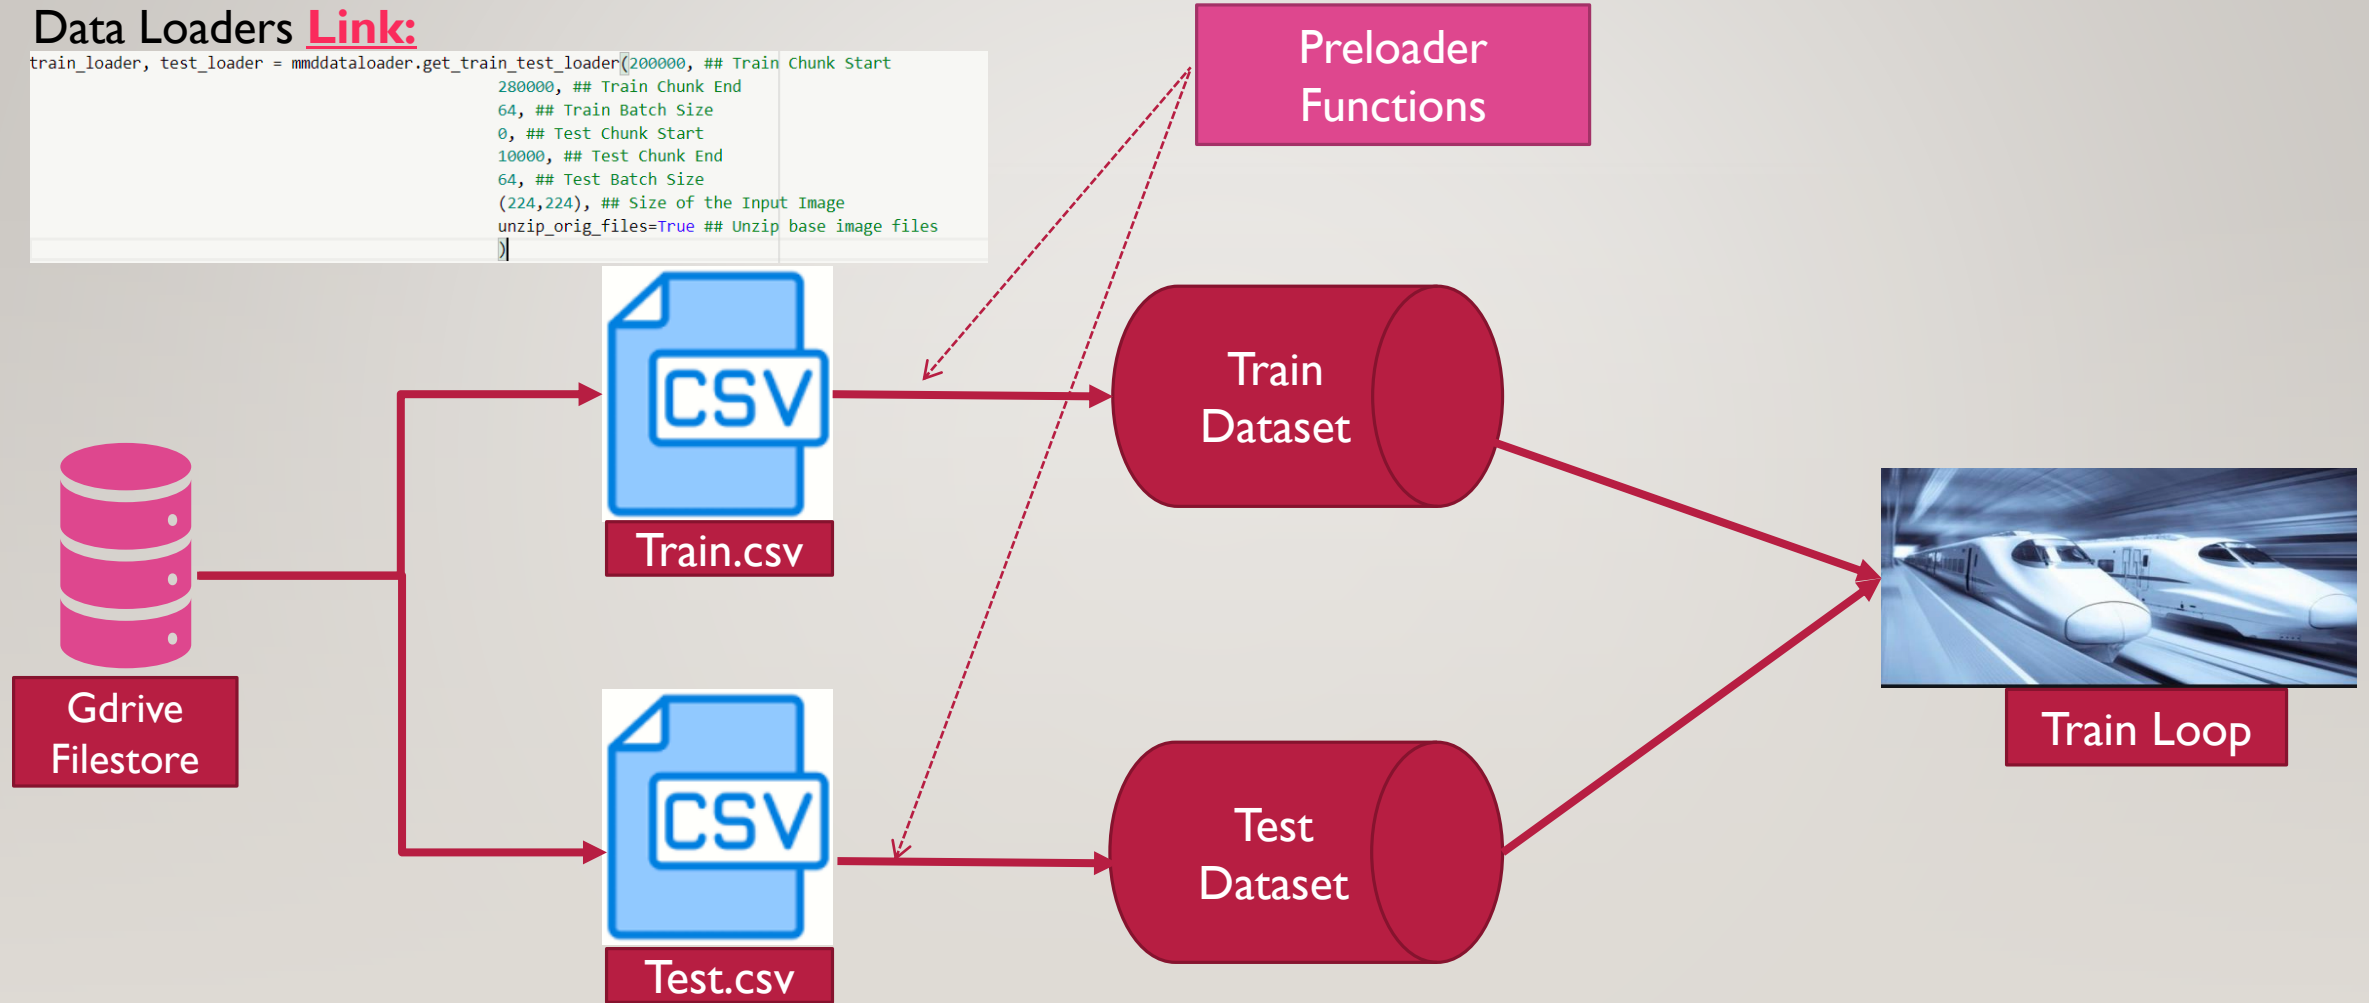 Data Loaders Link:
train_loader, test_loader = mmddataloader.get_train_test_loader(200000, ## Train Chunk Start
280000, ## Train Chunk End
64, ## Train Batch Size
0, ## Test Chunk Start
10000, ## Test Chunk End
64, ## Test Batch Size
(224,224), ## Size of the Input Image
unzip_orig_files=True ## Unzip base image files
)
Preloader
Functions
CSV
Train.csv
Train
Dataset
Gdrive
Filestore
Train Loop
CSV
Test.csv
Test
Dataset